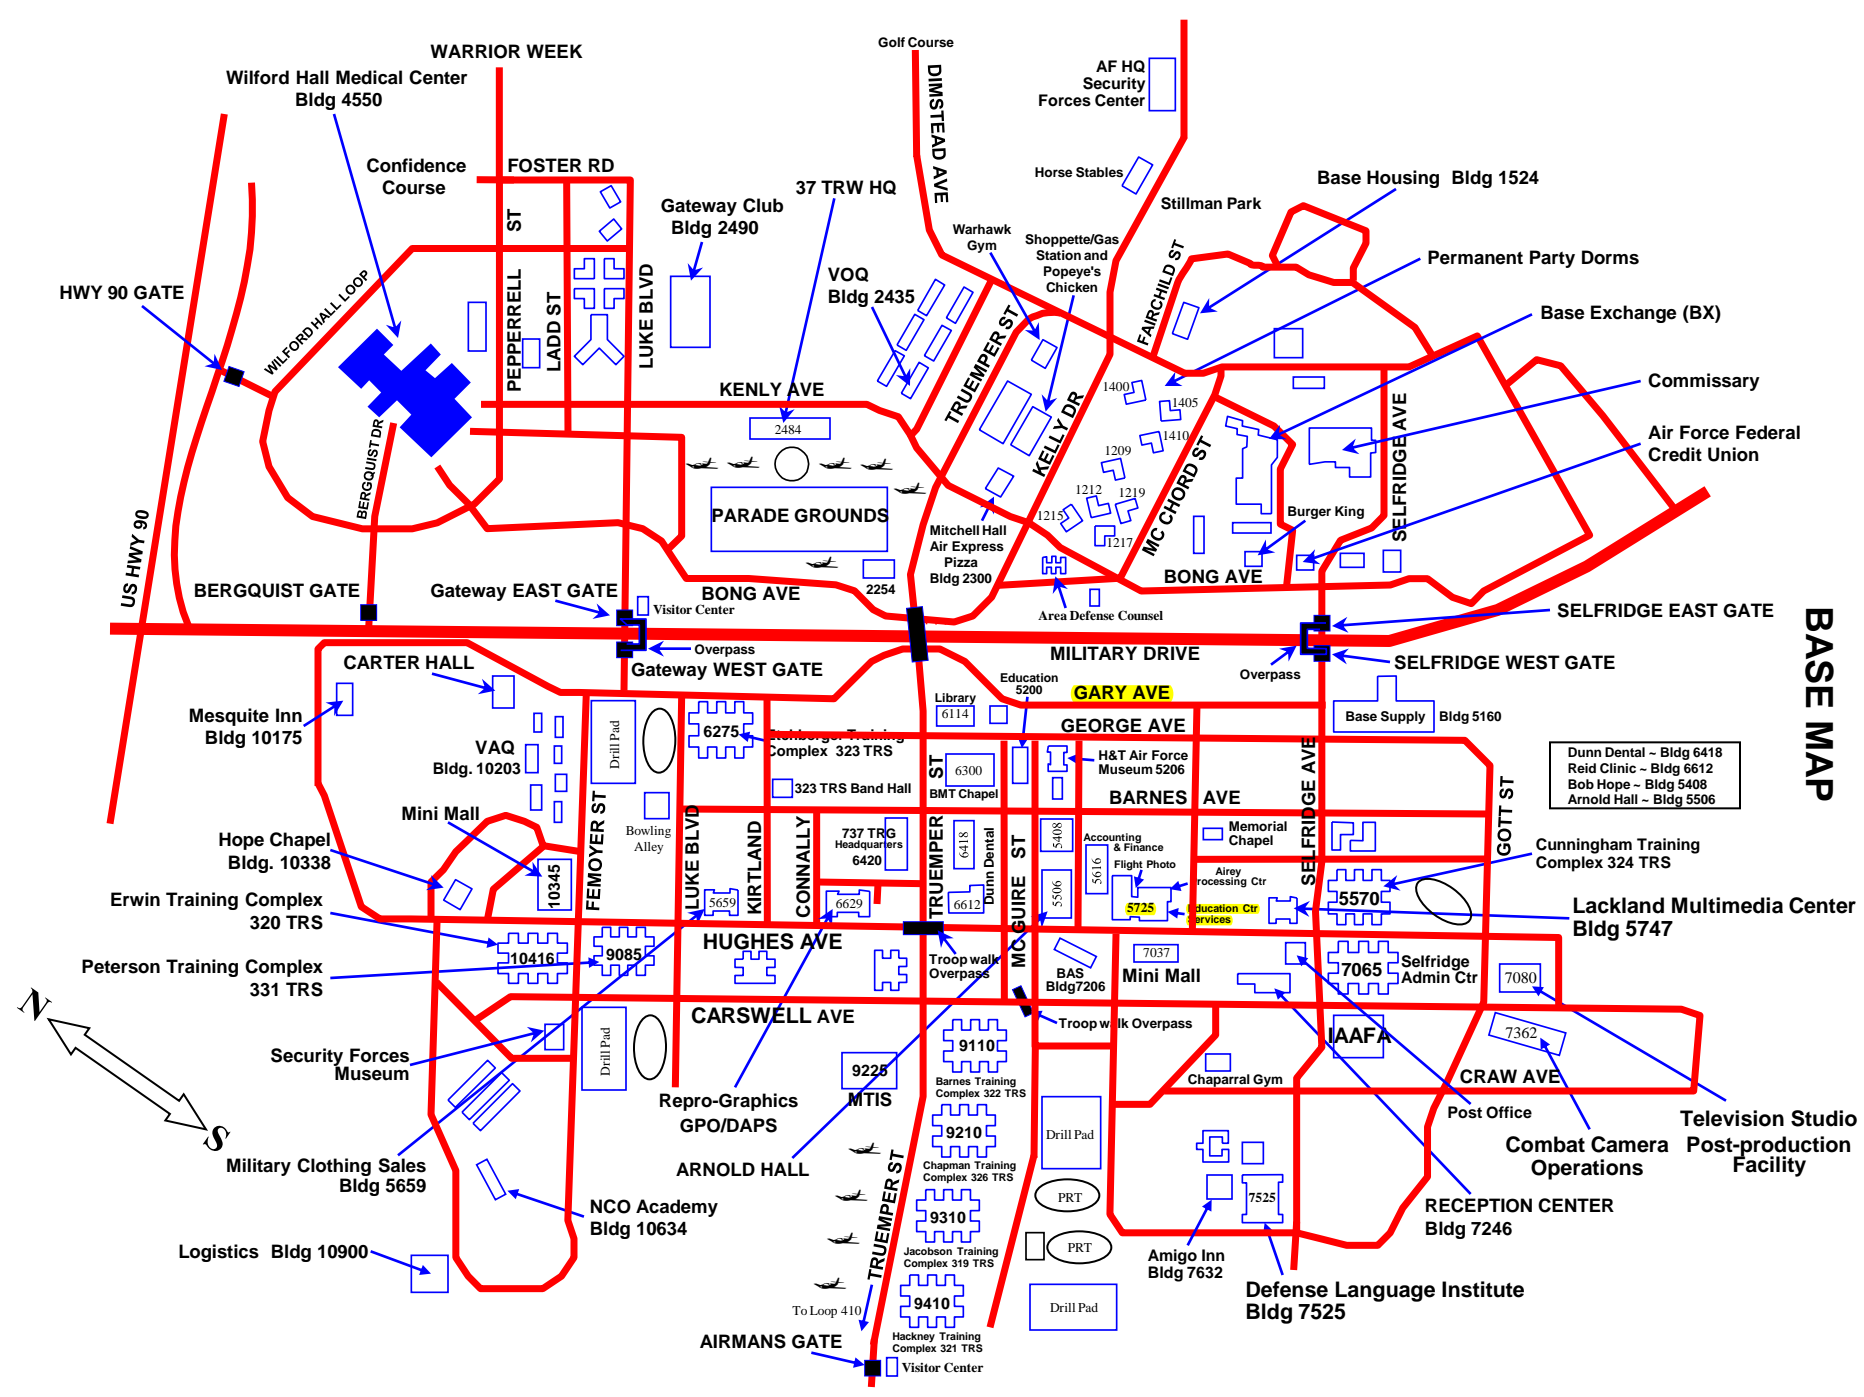 WARRIOR WEEK
Wilford Hall Medical Center
Bldg 4550
Golf Course
DIMSTEAD AVE
AF HQ
Security
Forces Center
Confidence
Course
FOSTER RD
37 TRW HQ
Gateway Club
Bldg 2490
Horse Stables
Base Housing  Bldg 1524
Stillman Park
ST
PEPPERRELL
LADD ST
LUKE BLVD
Warhawk
Gym
Shoppette/Gas
Station and
Popeye's
Chicken
FAIRCHILD ST
Permanent Party Dorms
HWY 90 GATE
WILFORD HALL LOOP
VOQ
Bldg 2435
TRUEMPER ST
Base Exchange (BX)
KENLY AVE
2484
KELLY DR
1400
1405
1410
1209
1212
1219
1215
1217
MC CHORD ST
SELFRIDGE AVE
Commissary
Air Force Federal
Credit Union
BERGQUIST DR
US HWY 90
PARADE GROUNDS
Mitchell Hall
Air Express
Pizza
Bldg 2300
Burger King
BERGQUIST GATE
Gateway EAST GATE
Visitor Center
BONG AVE
2254
BONG AVE
Area Defense Counsel
SELFRIDGE EAST GATE
BASE MAP
CARTER HALL
Overpass
Gateway WEST GATE
MILITARY DRIVE
Overpass
SELFRIDGE WEST GATE
Education
5200
GARY AVE
Library
6114
GEORGE AVE
Base Supply
Bldg 5160
Mesquite Inn
Bldg 10175
Drill Pad
6275
Etchberger Training
Complex  323 TRS
VAQ
Bldg. 10203
ST
6300
BMT Chapel
H&T Air Force
Museum 5206
SELFRIDGE AVE
GOTT ST
Dunn Dental ~ Bldg 6418
Reid Clinic ~ Bldg 6612
Bob Hope ~ Bldg 5408
Arnold Hall ~ Bldg 5506
323 TRS Band Hall
BARNES  AVE
Mini Mall
FEMOYER ST
Bowling
Alley
LUKE BLVD
KIRTLAND
CONNALLY
737 TRG
Headquarters
6420
TRUEMPER
6418
Dunn Dental
MCGUIRE  ST
5408
Accounting
& Finance
5616
Flight Photo
Memorial
Chapel
Hope Chapel
Bldg. 10338
10345
Cunningham Training
Complex 324 TRS
Airey
Processing Ctr
Erwin Training Complex
320 TRS
5659
6629
6612
5506
5725
Education Ctr
Services
5570
Lackland Multimedia Center
Bldg 5747
HUGHES AVE
10416
9085
Peterson Training Complex
331 TRS
Troop walk
Overpass
BAS
Bldg7206
7037
Mini Mall
7065
Selfridge
Admin Ctr
7080
N
S
CARSWELL AVE
Troop walk Overpass
Drill Pad
Security Forces
Museum
9110
IAAFA
7362
9225
MTIS
Barnes Training
Complex 322 TRS
Chaparral Gym
CRAW AVE
Repro-Graphics
GPO/DAPS
Post Office
Television Studio
Post-production
Facility
9210
Drill Pad
Combat Camera
Operations
Military Clothing Sales
Bldg 5659
ARNOLD HALL
Chapman Training
Complex 326 TRS
TRUEMPER ST
PRT
7525
NCO Academy
Bldg 10634
RECEPTION CENTER
Bldg 7246
9310
Logistics  Bldg 10900
Jacobson Training
Complex 319 TRS
PRT
Amigo Inn
Bldg 7632
Defense Language Institute
Bldg 7525
9410
To Loop 410
Drill Pad
AIRMANS GATE
Hackney Training
Complex 321 TRS
Visitor Center